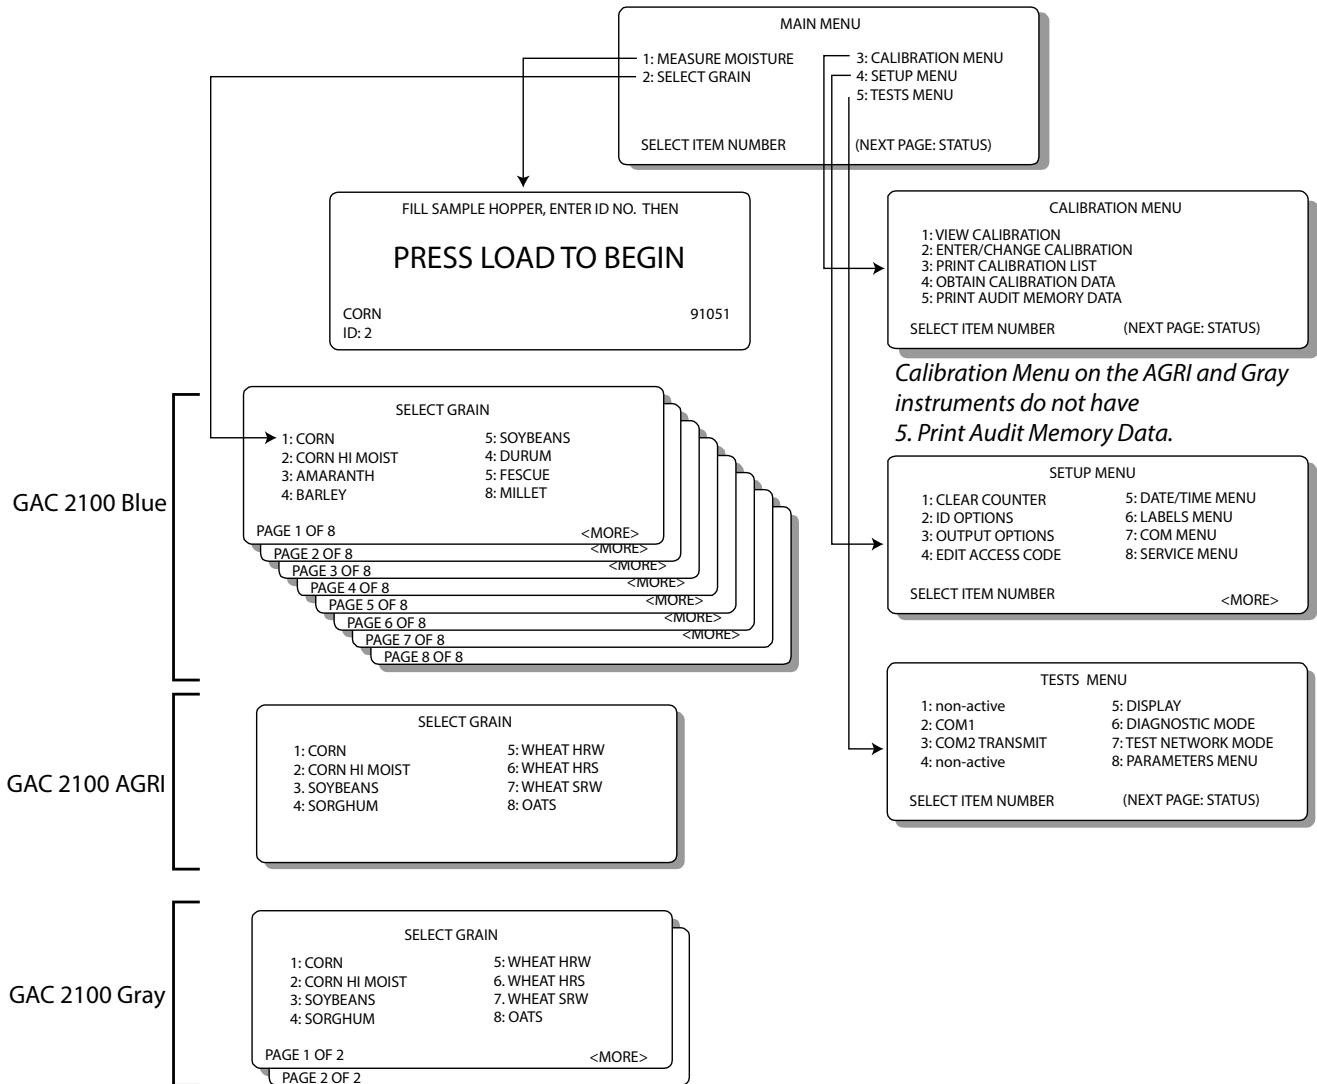 MAIN MENU
1: MEASURE MOISTURE
2: SELECT GRAIN
3: CALIBRATION MENU
4: SETUP MENU
5: TESTS MENU
SELECT ITEM NUMBER (NEXT PAGE: STATUS)
FILL SAMPLE HOPPER, ENTER ID NO. THEN
PRESS LOAD TO BEGIN
CORN 91051
ID: 2
CALIBRATION MENU
1: VIEW CALIBRATION
2: ENTER/CHANGE CALIBRATION
3: PRINT CALIBRATION LIST
4: OBTAIN CALIBRATION DATA
5: PRINT AUDIT MEMORY DATA
SELECT ITEM NUMBER (NEXT PAGE: STATUS)
Calibration Menu on the AGRI and Gray
instruments do not have
5. Print Audit Memory Data.
GAC 2100 Blue
SELECT GRAIN
1: CORN
2: CORN HI MOIST
3: AMARANTH
4: BARLEY
5: SOYBEANS
4: DURUM
5: FESCUE
8: MILLET
PAGE 1 OF 8 <MORE>
PAGE 2 OF 8 <MORE>
PAGE 3 OF 8 <MORE>
PAGE 4 OF 8 <MORE>
PAGE 5 OF 8 <MORE>
PAGE 6 OF 8 <MORE>
PAGE 7 OF 8 <MORE>
PAGE 8 OF 8
SETUP MENU
1: CLEAR COUNTER
2: ID OPTIONS
3: OUTPUT OPTIONS
4: EDIT ACCESS CODE
5: DATE/TIME MENU
6: LABELS MENU
7: COM MENU
8: SERVICE MENU
SELECT ITEM NUMBER <MORE>
TESTS MENU
1: non-active
2: COM1
3: COM2 TRANSMIT
4: non-active
5: DISPLAY
6: DIAGNOSTIC MODE
7: TEST NETWORK MODE
8: PARAMETERS MENU
SELECT ITEM NUMBER (NEXT PAGE: STATUS)
GAC 2100 AGRI
SELECT GRAIN
1: CORN
2: CORN HI MOIST
3. SOYBEANS
4: SORGHUM
5: WHEAT HRW
6: WHEAT HRS
7: WHEAT SRW
8: OATS
GAC 2100 Gray
SELECT GRAIN
1: CORN
2: CORN HI MOIST
3: SOYBEANS
4: SORGHUM
5: WHEAT HRW
6. WHEAT HRS
7. WHEAT SRW
8: OATS
PAGE 1 OF 2 <MORE>
PAGE 2 OF 2